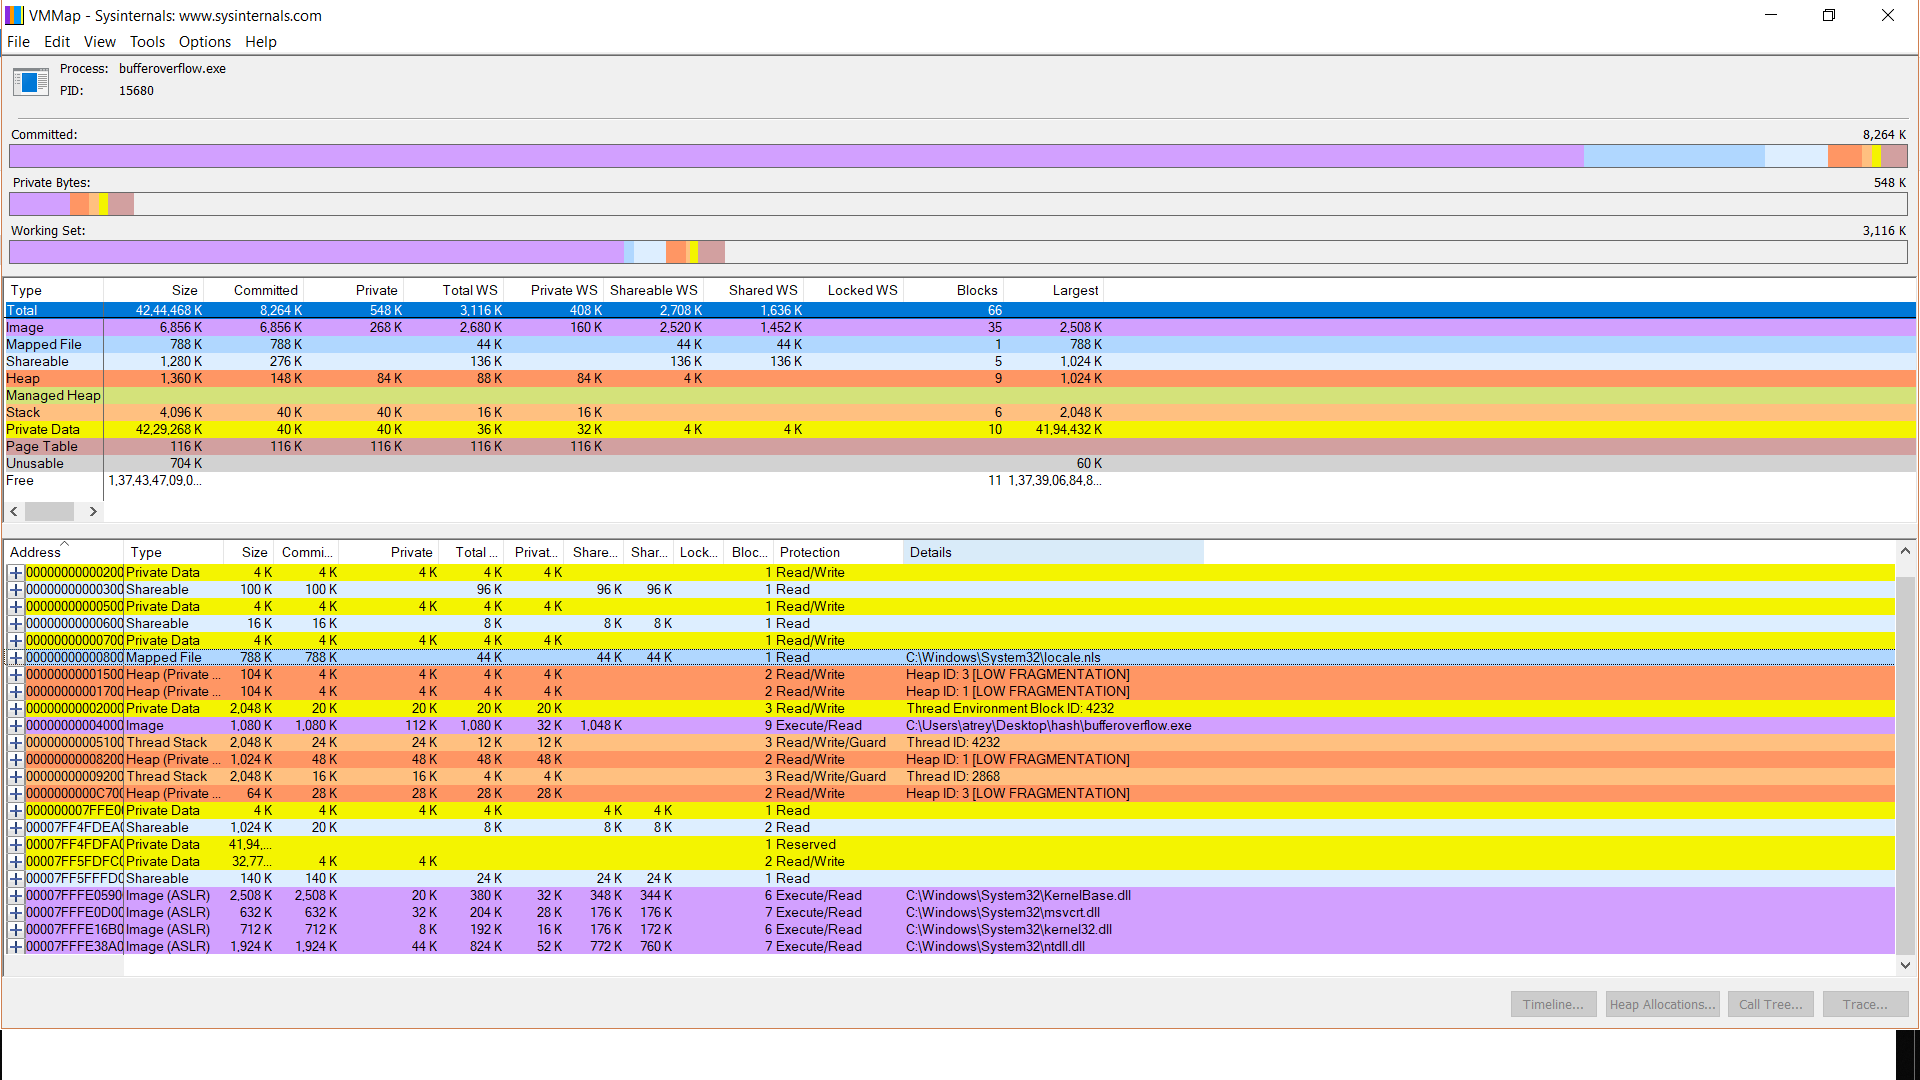 VMMap - Sysinternals: www.sysinternals.com
File Edit View Tools Options Help
Process: bufferoverflow.exe
PID: 15680
Committed: 8,264 K
Private Bytes: 548 K
Working Set: 3,116 K
Type Size Committed Private Total WS Private WS Shareable WS Shared WS Locked WS Blocks Largest
Total 42,44,468 K 8,264 K 548 K 3,116 K 408 K 2,708 K 1,636 K 66
Image 6,856 K 6,856 K 268 K 2,680 K 160 K 2,520 K 1,452 K 35 2,508 K
Mapped File 788 K 788 K 44 K 44 K 44 K 1 788 K
Shareable 1,280 K 276 K 136 K 136 K 136 K 5 1,024 K
Heap 1,360 K 148 K 84 K 88 K 84 K 4 K 9 1,024 K
Managed Heap
Stack 4,096 K 40 K 40 K 16 K 16 K 6 2,048 K
Private Data 42,29,268 K 40 K 40 K 36 K 32 K 4 K 4 K 10 41,94,432 K
Page Table 116 K 116 K 116 K 116 K 116 K
Unusable 704 K 60 K
Free 1,37,43,47,09,0... 11 1,37,39,06,84,8...
Address Type Size Commi... Private Total ... Privat... Share... Shar... Lock... Bloc... Protection Details
00000000000200 Private Data 4 K 4 K 4 K 4 K 4 K 1 Read/Write
00000000000300 Shareable 100 K 100 K 96 K 96 K 96 K 1 Read
00000000000500 Private Data 4 K 4 K 4 K 4 K 4 K 1 Read/Write
00000000000600 Shareable 16 K 16 K 8 K 8 K 8 K 1 Read
00000000000700 Private Data 4 K 4 K 4 K 4 K 4 K 1 Read/Write
00000000000800 Mapped File 788 K 788 K 44 K 44 K 44 K 1 Read C:\Windows\System32\locale.nls
00000000001500 Heap (Private ... 104 K 4 K 4 K 4 K 4 K 2 Read/Write Heap ID: 3 [LOW FRAGMENTATION]
00000000001700 Heap (Private ... 104 K 4 K 4 K 4 K 4 K 2 Read/Write Heap ID: 1 [LOW FRAGMENTATION]
00000000002000 Private Data 2,048 K 20 K 20 K 20 K 20 K 3 Read/Write Thread Environment Block ID: 4232
00000000004000 Image 1,080 K 1,080 K 112 K 1,080 K 32 K 1,048 K 9 Execute/Read C:\Users\atrey\Desktop\hash\bufferoverflow.exe
00000000005100 Thread Stack 2,048 K 24 K 24 K 12 K 12 K 3 Read/Write/Guard Thread ID: 4232
00000000008200 Heap (Private ... 1,024 K 48 K 48 K 48 K 48 K 2 Read/Write Heap ID: 1 [LOW FRAGMENTATION]
00000000009200 Thread Stack 2,048 K 16 K 16 K 4 K 4 K 3 Read/Write/Guard Thread ID: 2868
0000000000C700 Heap (Private ... 64 K 28 K 28 K 28 K 28 K 2 Read/Write Heap ID: 3 [LOW FRAGMENTATION]
000000007FFE0 Private Data 4 K 4 K 4 K 4 K 4 K 4 K 1 Read
00007FF4FDEA Shareable 1,024 K 20 K 8 K 8 K 8 K 2 Read
00007FF4FDFA Private Data 41,94,... 1 Reserved
00007FF5FDFC Private Data 32,77... 4 K 4 K 2 Read/Write
00007FF5FFFD Shareable 140 K 140 K 24 K 24 K 24 K 1 Read
00007FFFE0590 Image (ASLR) 2,508 K 2,508 K 20 K 380 K 32 K 348 K 344 K 6 Execute/Read C:\Windows\System32\KernelBase.dll
00007FFFE0D0 Image (ASLR) 632 K 632 K 32 K 204 K 28 K 176 K 176 K 7 Execute/Read C:\Windows\System32\msvcrt.dll
00007FFFE16B0 Image (ASLR) 712 K 712 K 8 K 192 K 16 K 176 K 172 K 6 Execute/Read C:\Windows\System32\kernel32.dll
00007FFFE38A Image (ASLR) 1,924 K 1,924 K 44 K 824 K 52 K 772 K 760 K 7 Execute/Read C:\Windows\System32\ntdll.dll
Timeline... Heap Allocations... Call Tree... Trace...